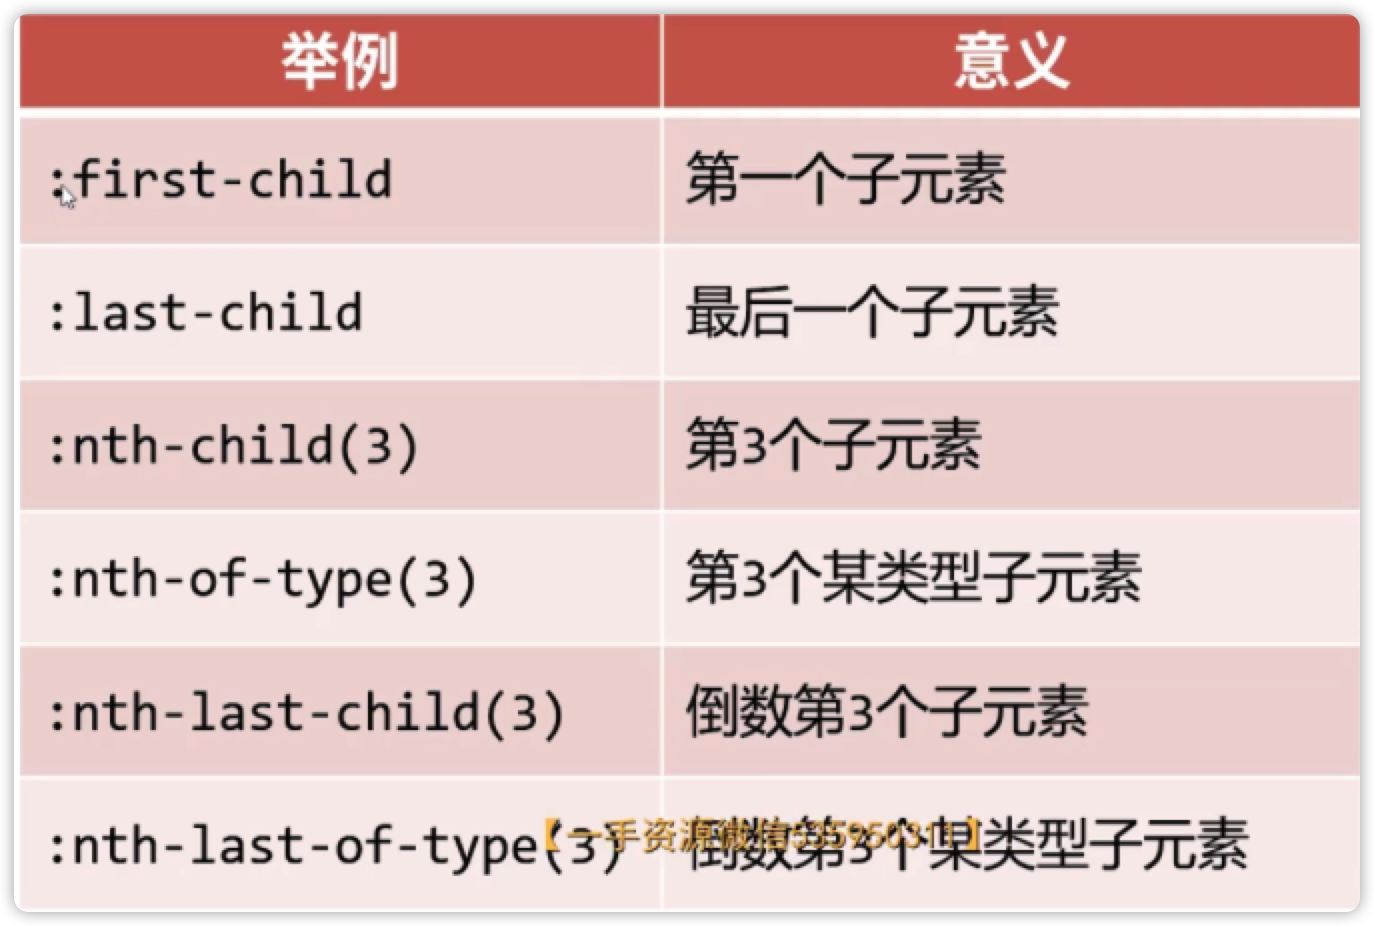 举例 意义
:first-child 第一个子元素
:last-child 最后一个子元素
:nth-child(3) 第3个子元素
:nth-of-type(3) 第3个某类型子元素
:nth-last-child(3) 倒数第3个子元素
:nth-last-of-type(3) 倒数第3个某类型子元素
【一手资源微信】